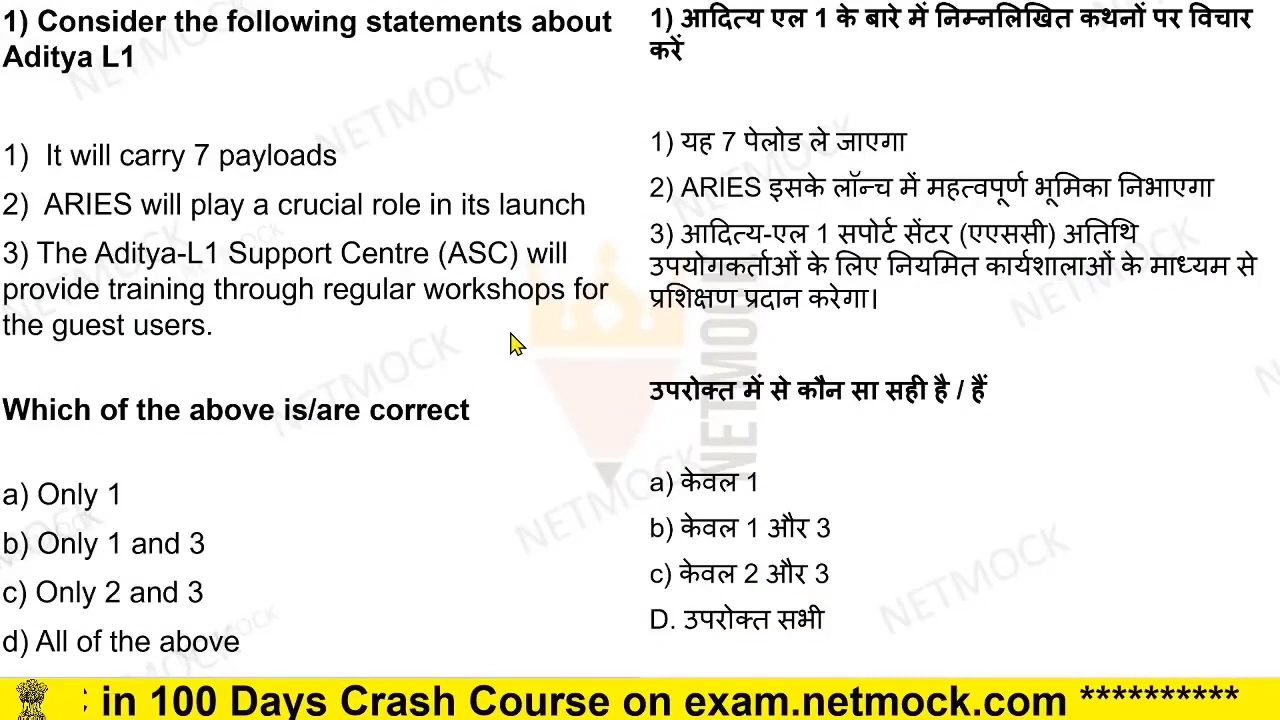 1) Consider the following statements about
Aditya L1
1) It will carry 7 payloads
2) ARIES will play a crucial role in its launch
3) The Aditya-L1 Support Centre (ASC) will
provide training through regular workshops for
the guest users.
Which of the above is/are correct
a) Only 1
b) Only 1 and 3
c) Only 2 and 3
d) All of the above
1) आदित्य एल 1 के बारे में निम्नलिखित कथनों पर विचार
करें
1) यह 7 पेलोड ले जाएगा
2) ARIES इसके लॉन्च में महत्वपूर्ण भूमिका निभाएगा
3) आदित्य-एल 1 सपोर्ट सेंटर (एएससी) अतिथि
उपयोगकर्ताओं के लिए नियमित कार्यशालाओं के माध्यम से
प्रशिक्षण प्रदान करेगा।
उपरोक्त में से कौन सा सही है / हैं
a) केवल 1
b) केवल 1 और 3
c) केवल 2 और 3
D. उपरोक्त सभी
NETMOCK
in 100 Days Crash Course on exam.netmock.com **********